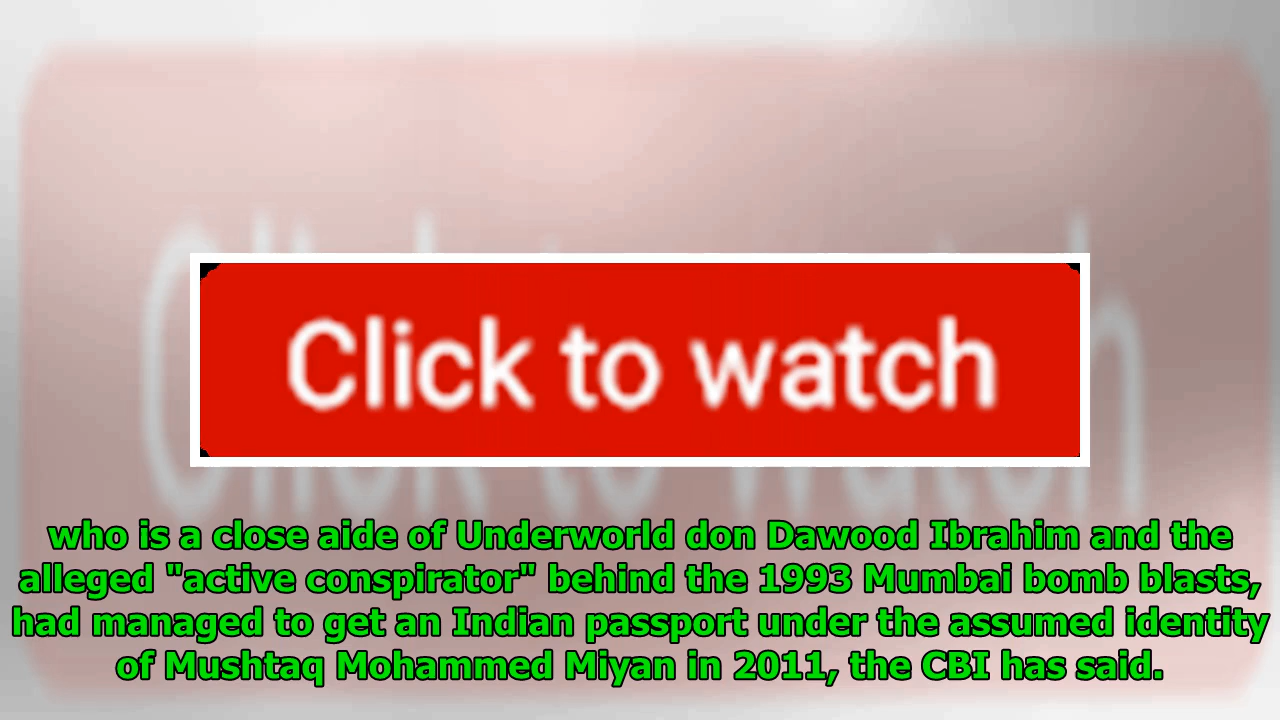 Click to watch
who is a close aide of Underworld don Dawood Ibrahim and the
alleged "active conspirator" behind the 1993 Mumbai bomb blasts,
had managed to get an Indian passport under the assumed identity
of Mushtaq Mohammed Miyan in 2011, the CBI has said.